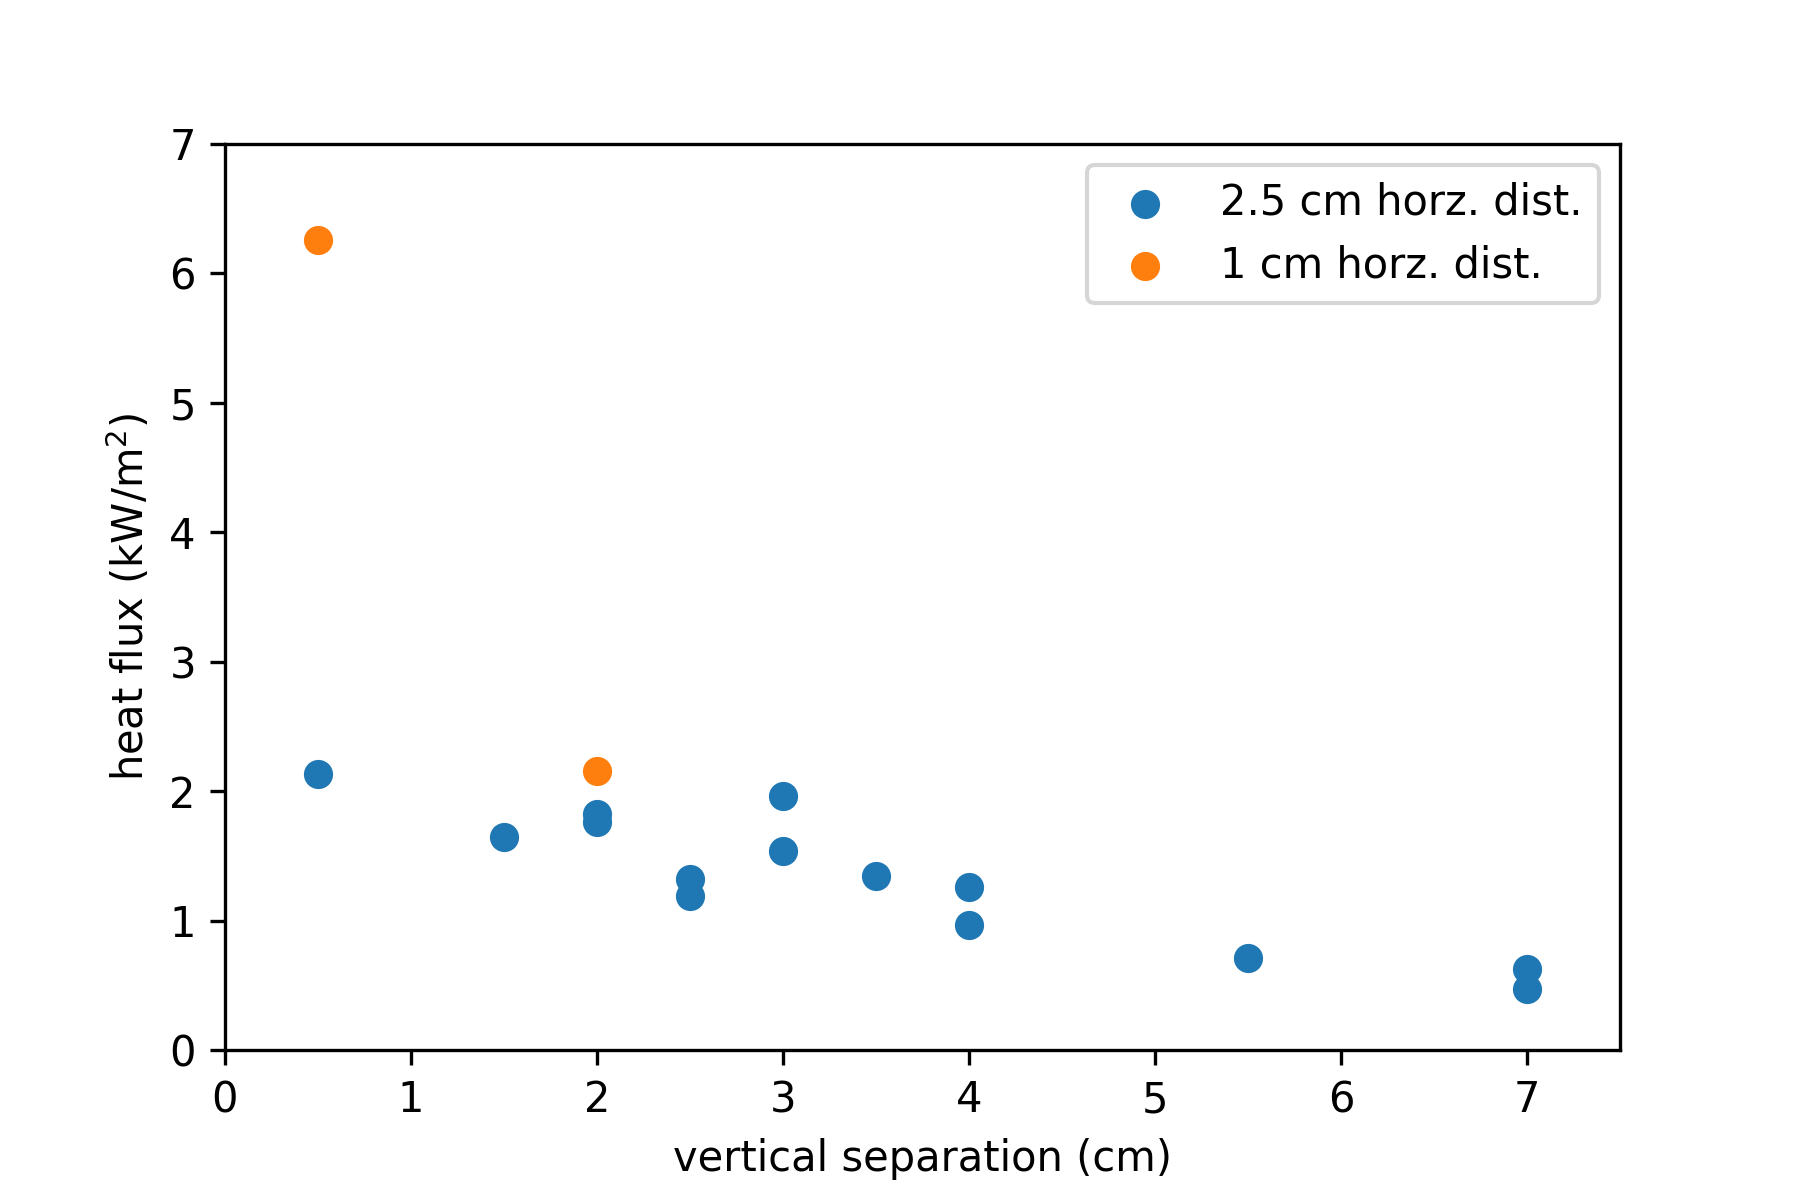 7
6
5
4
3
2
1
0
heat flux (kW/m²)
2.5 cm horz. dist.
1 cm horz. dist.
0 1 2 3 4 5 6 7
vertical separation (cm)